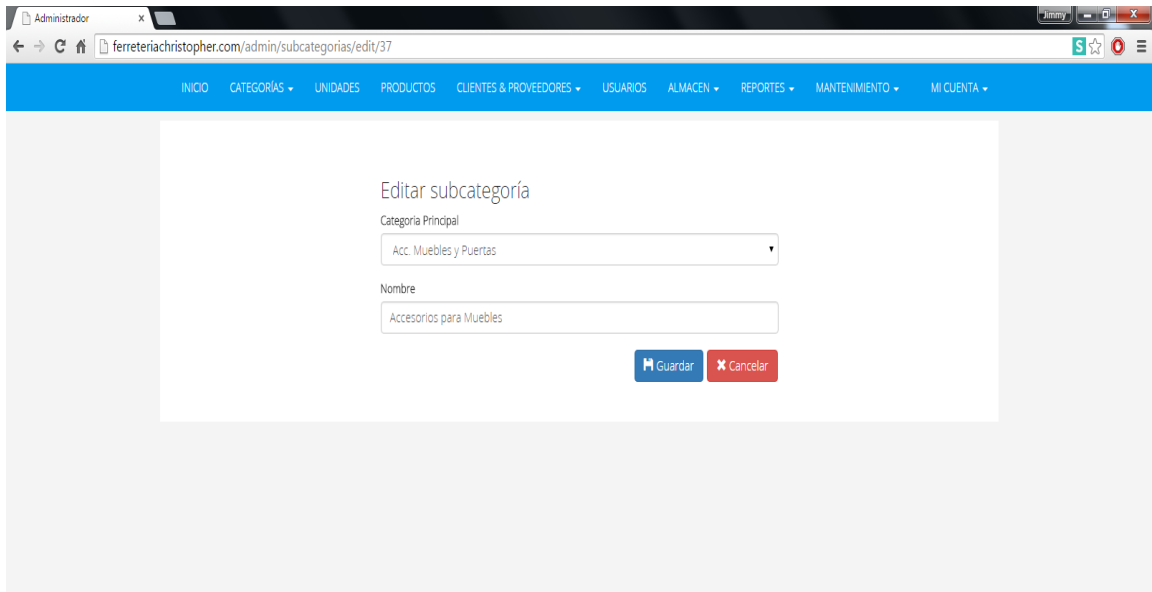 Administrador
Jimmy
ferreteriachristopher.com/admin/subcategorias/edit/37
S
INICIO CATEGORÍAS UNIDADES PRODUCTOS CLIENTES & PROVEEDORES USUARIOS ALMACEN REPORTES MANTENIMIENTO MI CUENTA
Editar subcategoría
Categoria Principal
Acc. Muebles y Puertas
Nombre
Accesorios para Muebles
Guardar Cancelar